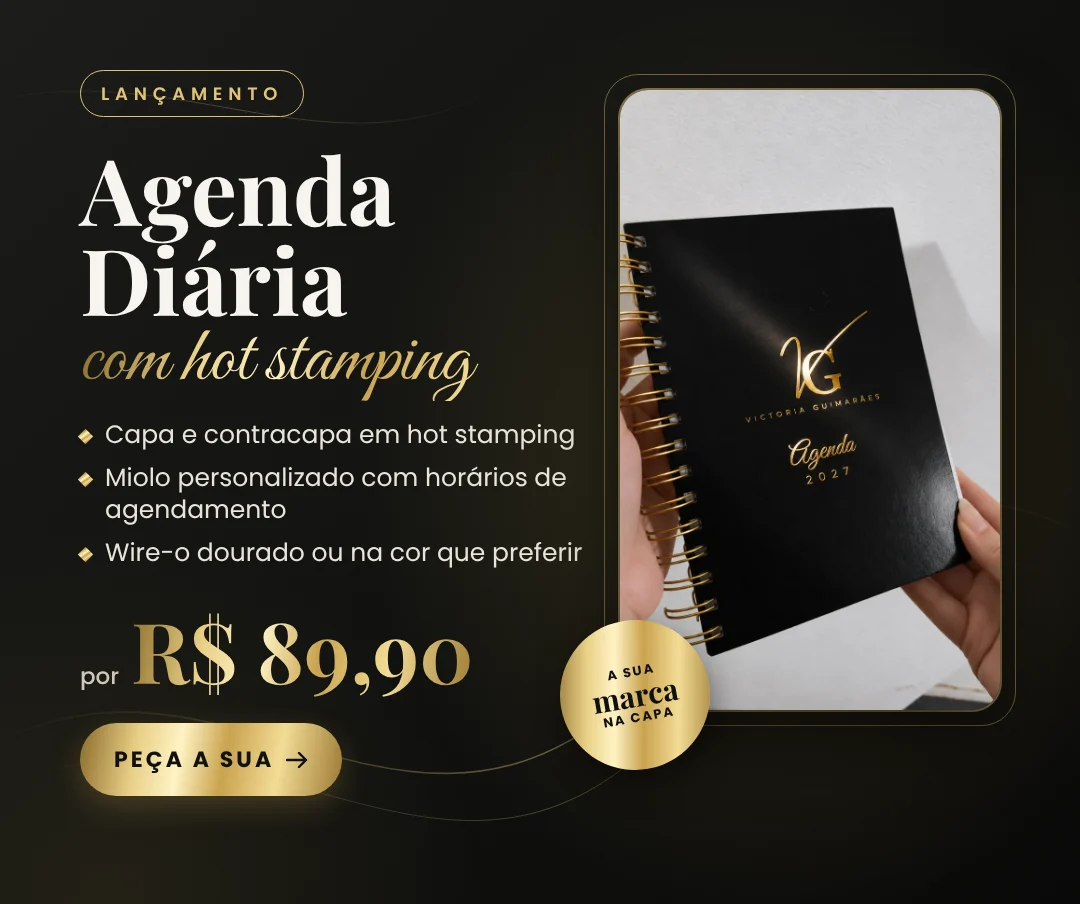 LANÇAMENTO
Agenda
Diária
com hot stamping
Capa e contracapa em hot stamping
Miolo personalizado com horários de
agendamento
Wire-o dourado ou na cor que preferir
por R$ 89,90
PEÇA A SUA →
VG
VICTORIA GUIMARÃES
Agenda
2027
A SUA
marca
NA CAPA